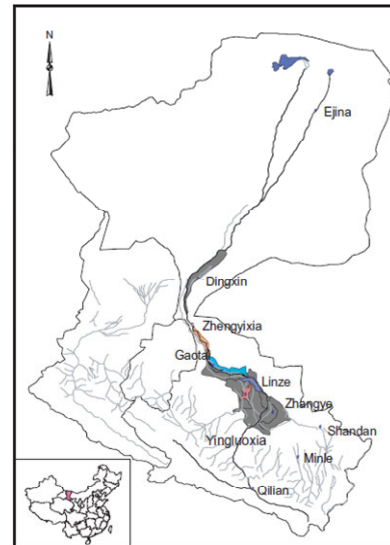 N
Ejina
Dingxin
Zhengyixia
Gaotai
Linze
Zhangye
Shandan
Yingluoxia
Minle
Qilian